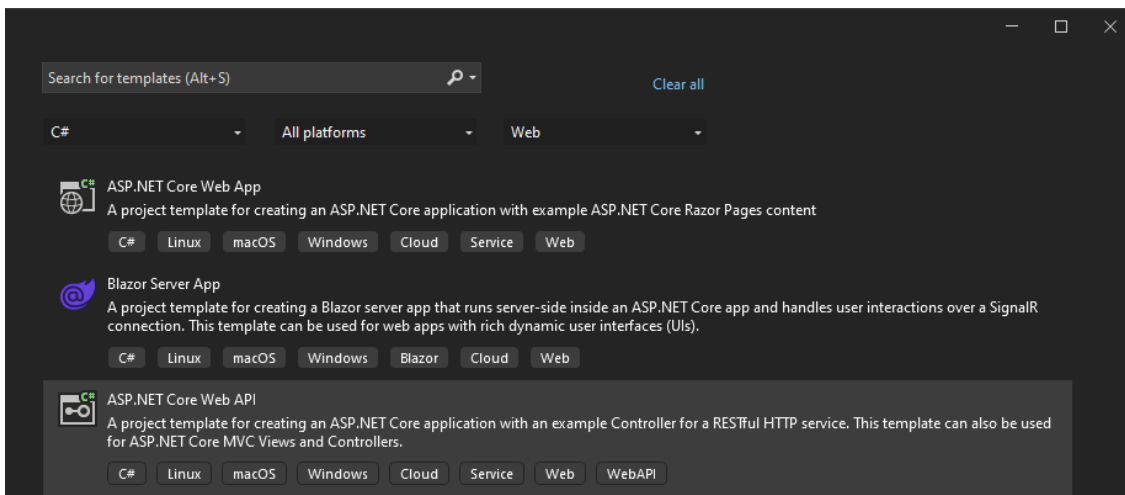 Search for templates (Alt+S)
Clear all
C# All platforms Web
C#
ASP.NET Core Web App
A project template for creating an ASP.NET Core application with example ASP.NET Core Razor Pages content
C# Linux macOS Windows Cloud Service Web
@
Blazor Server App
A project template for creating a Blazor server app that runs server-side inside an ASP.NET Core app and handles user interactions over a SignalR
connection. This template can be used for web apps with rich dynamic user interfaces (UIs).
C# Linux macOS Windows Blazor Cloud Web
C#
ASP.NET Core Web API
A project template for creating an ASP.NET Core application with an example Controller for a RESTful HTTP service. This template can also be used
for ASP.NET Core MVC Views and Controllers.
C# Linux macOS Windows Cloud Service Web WebAPI